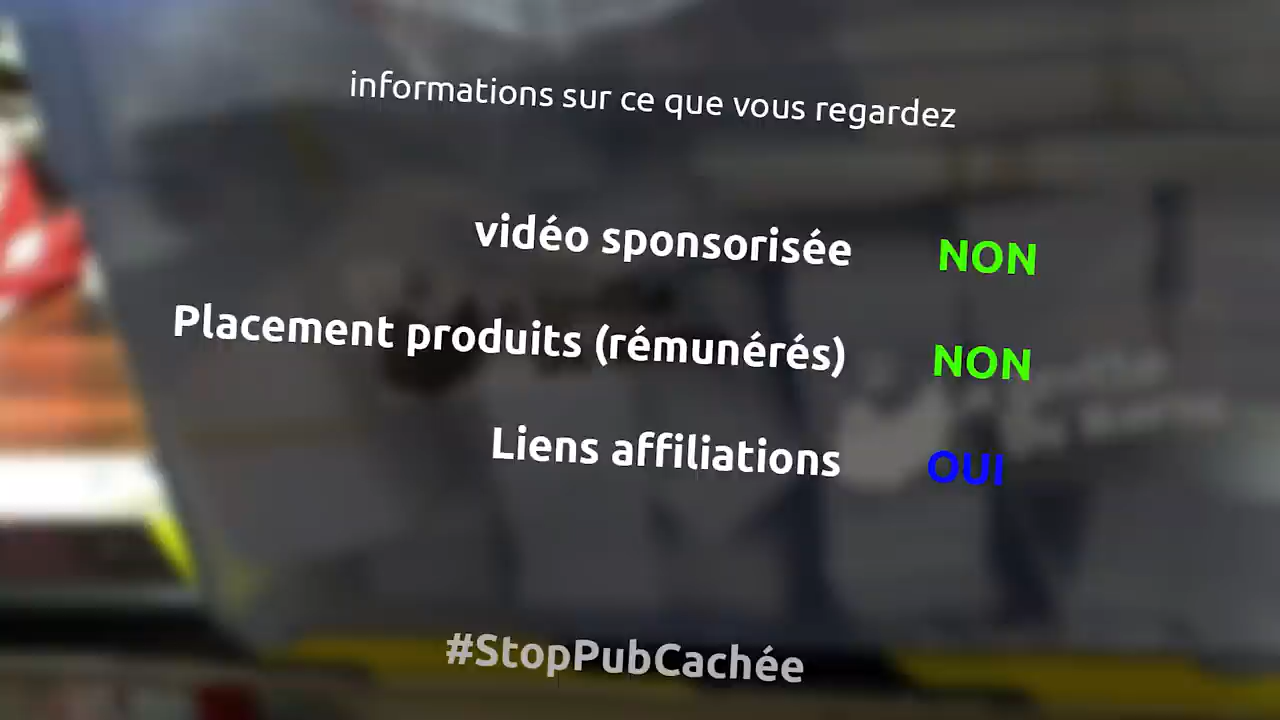 informations sur ce que vous regardez
vidéo sponsorisée NON
Placement produits (rémunérés) NON
Liens affiliations OUI
#StopPubCachée